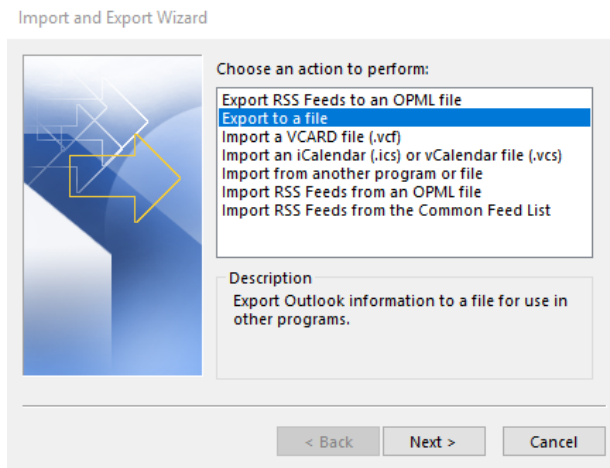 Import and Export Wizard
Choose an action to perform:
Export RSS Feeds to an OPML file
Export to a file
Import a VCARD file (.vcf)
Import an iCalendar (.ics) or vCalendar file (.vcs)
Import from another program or file
Import RSS Feeds from an OPML file
Import RSS Feeds from the Common Feed List
Description
Export Outlook information to a file for use in
other programs.
< Back Next > Cancel